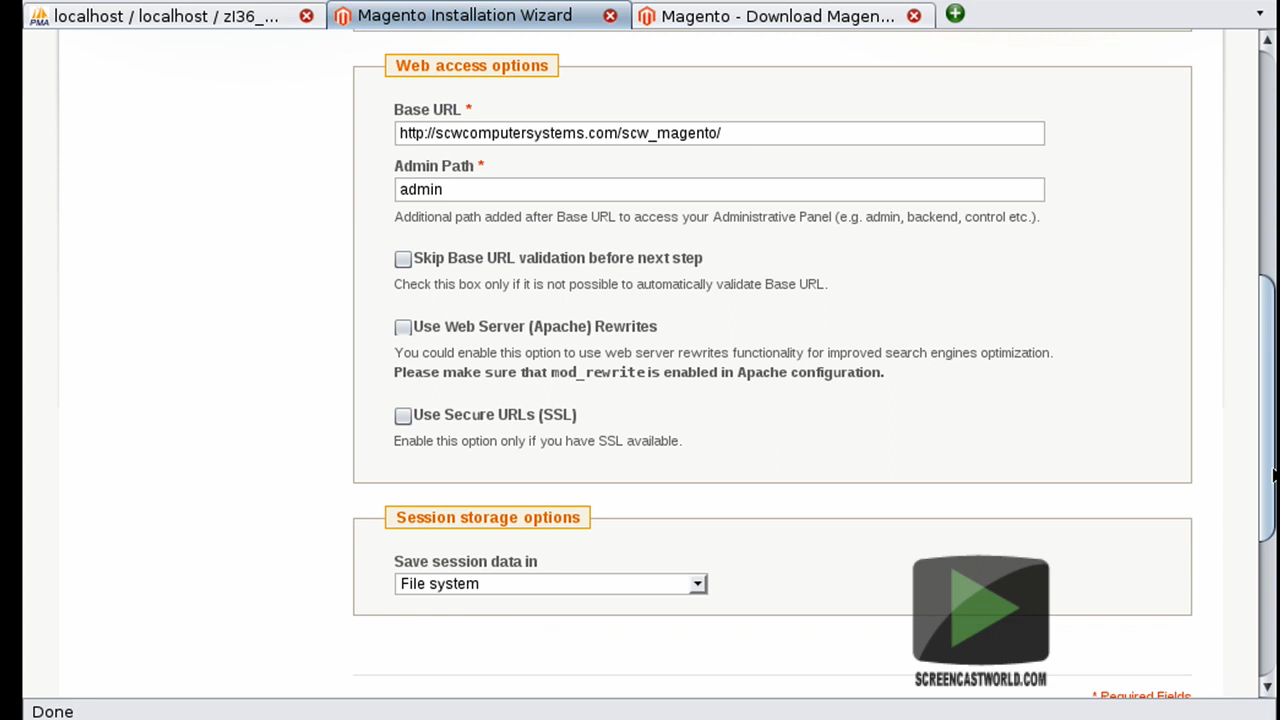 localhost / localhost / zI36_...
Magento Installation Wizard
Magento - Download Magen...
PMA
Web access options
Base URL *
http://scwcomputersystems.com/scw_magento/
Admin Path *
admin
Additional path added after Base URL to access your Administrative Panel (e.g. admin, backend, control etc.).
Skip Base URL validation before next step
Check this box only if it is not possible to automatically validate Base URL.
Use Web Server (Apache) Rewrites
You could enable this option to use web server rewrites functionality for improved search engines optimization.
Please make sure that mod_rewrite is enabled in Apache configuration.
Use Secure URLs (SSL)
Enable this option only if you have SSL available.
Session storage options
Save session data in
File system
SCREENCASTWORLD.COM
* Required Fields
Done